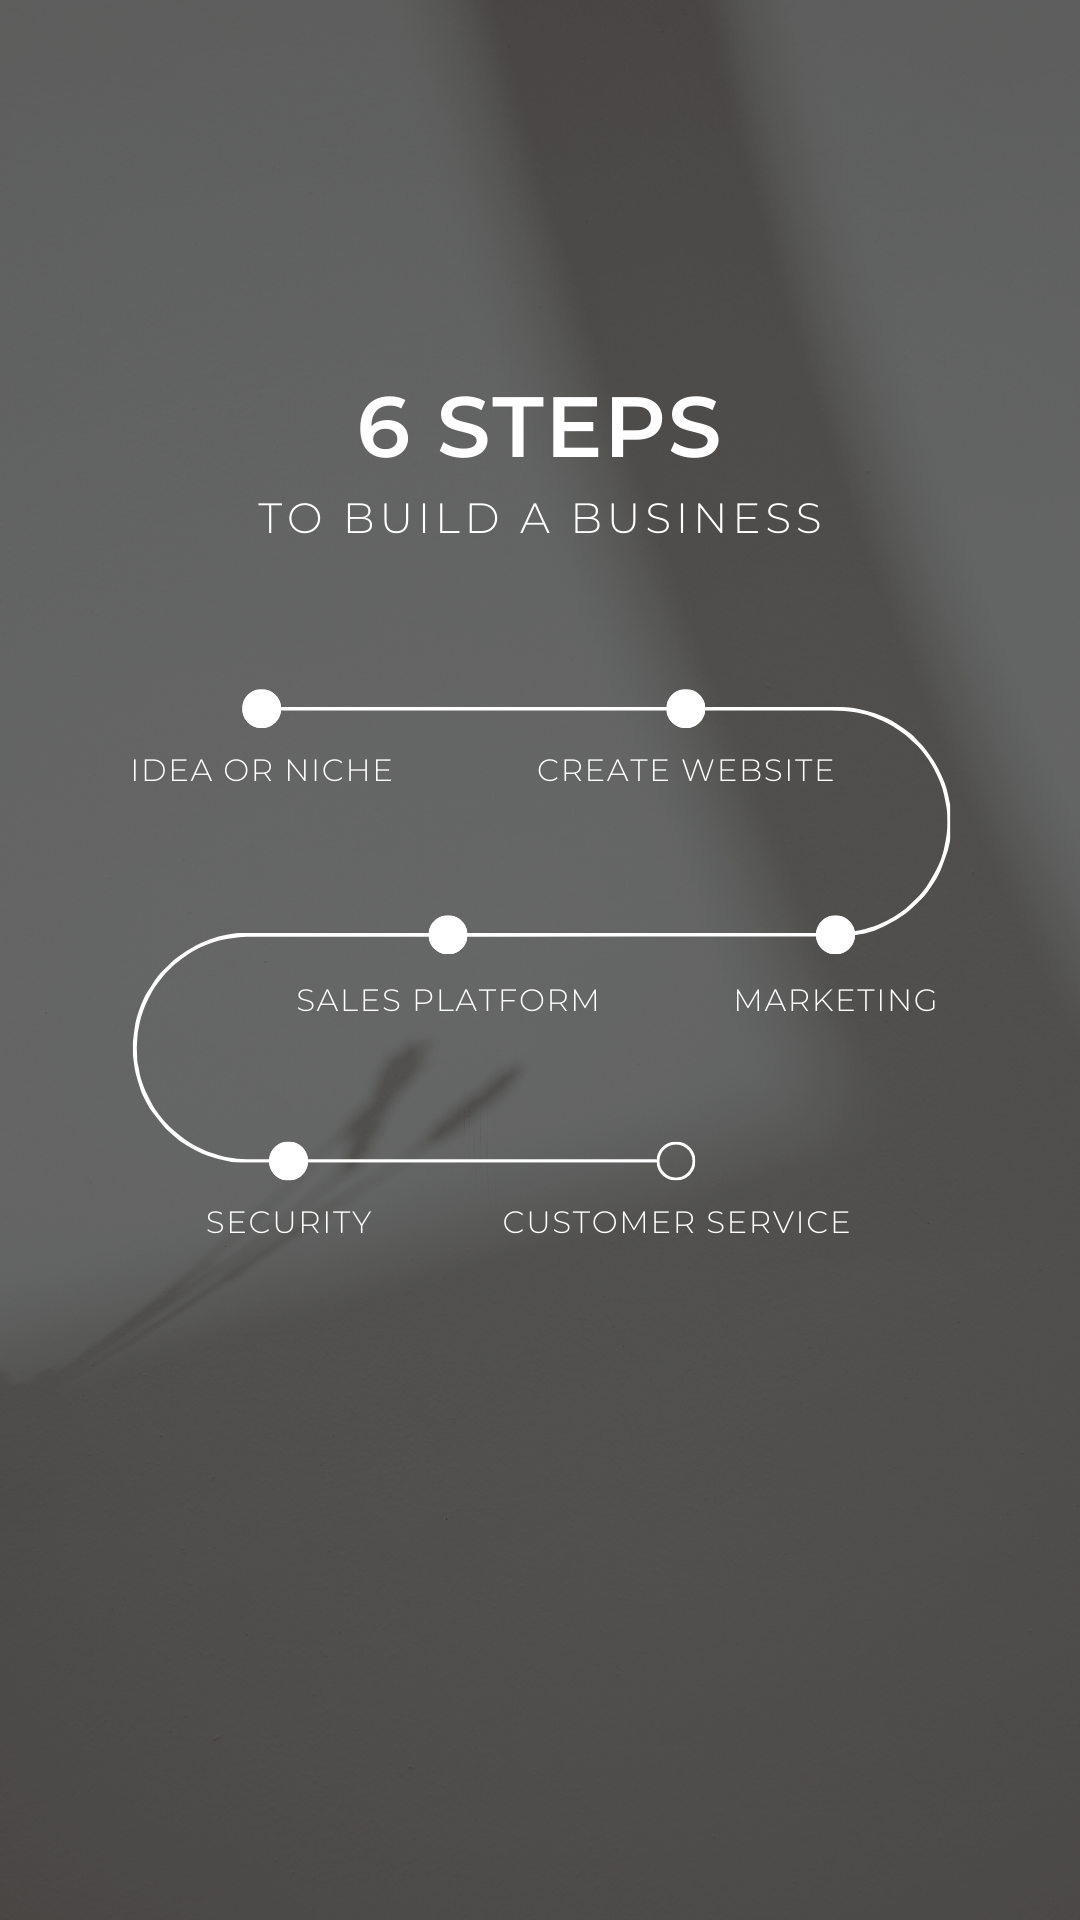 6 STEPS
TO BUILD A BUSINESS
IDEA OR NICHE
CREATE WEBSITE
SALES PLATFORM
MARKETING
SECURITY
CUSTOMER SERVICE